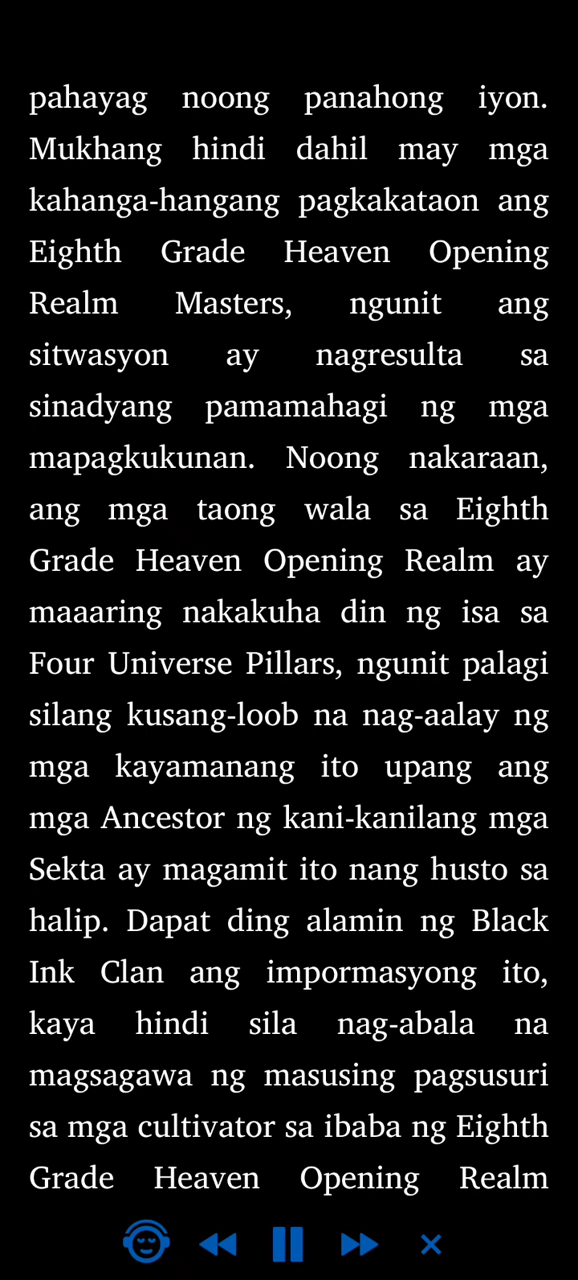 pahayag noong panahong iyon.
Mukhang hindi dahil may mga
kahanga-hangang pagkakataon ang
Eighth Grade Heaven Opening
Realm Masters, ngunit ang
sitwasyon ay nagresulta sa
sinadyang pamamahagi ng mga
mapagkukunan. Noong nakaraan,
ang mga taong wala sa Eighth
Grade Heaven Opening Realm ay
maaaring nakakuha din ng isa sa
Four Universe Pillars, ngunit palagi
silang kusang-loob na nag-aalay ng
mga kayamanang ito upang ang
mga Ancestor ng kani-kanilang mga
Sekta ay magamit ito nang husto sa
halip. Dapat ding alamin ng Black
Ink Clan ang impormasyong ito,
kaya hindi sila nag-abala na
magsagawa ng masusing pagsusuri
sa mga cultivator sa ibaba ng Eighth
Grade Heaven Opening Realm